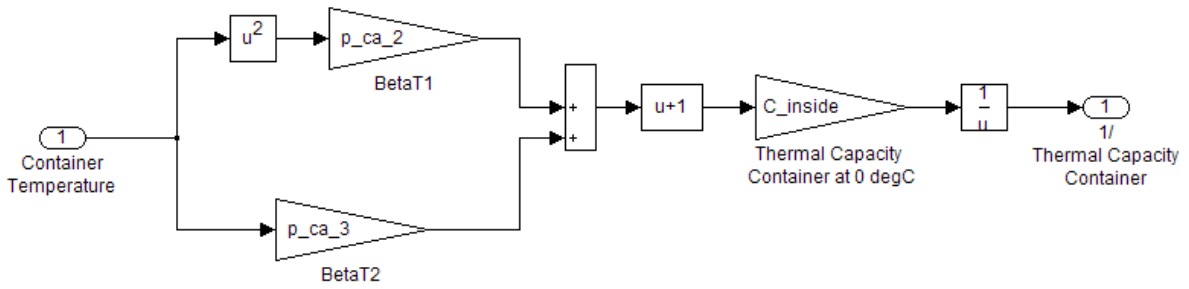 u²
p_ca_2
BetaT1
+
+
u+1
C_inside
Thermal Capacity
Container at 0 degC
1
u
1
1/
Thermal Capacity
Container
1
Container
Temperature
p_ca_3
BetaT2